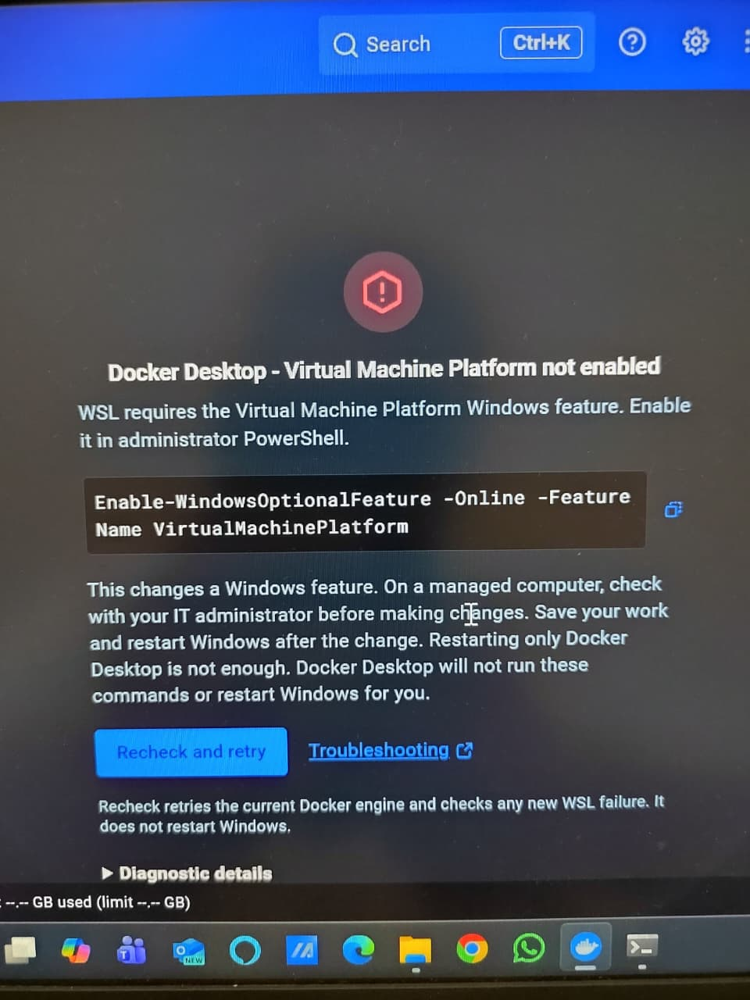 Search Ctrl+K
Docker Desktop - Virtual Machine Platform not enabled
WSL requires the Virtual Machine Platform Windows feature. Enable
it in administrator PowerShell.
Enable-WindowsOptionalFeature -Online -Feature
Name VirtualMachinePlatform
This changes a Windows feature. On a managed computer, check
with your IT administrator before making changes. Save your work
and restart Windows after the change. Restarting only Docker
Desktop is not enough. Docker Desktop will not run these
commands or restart Windows for you.
Recheck and retry Troubleshooting
Recheck retries the current Docker engine and checks any new WSL failure. It
does not restart Windows.
Diagnostic details
--.-- GB used (limit --.-- GB)
NEW